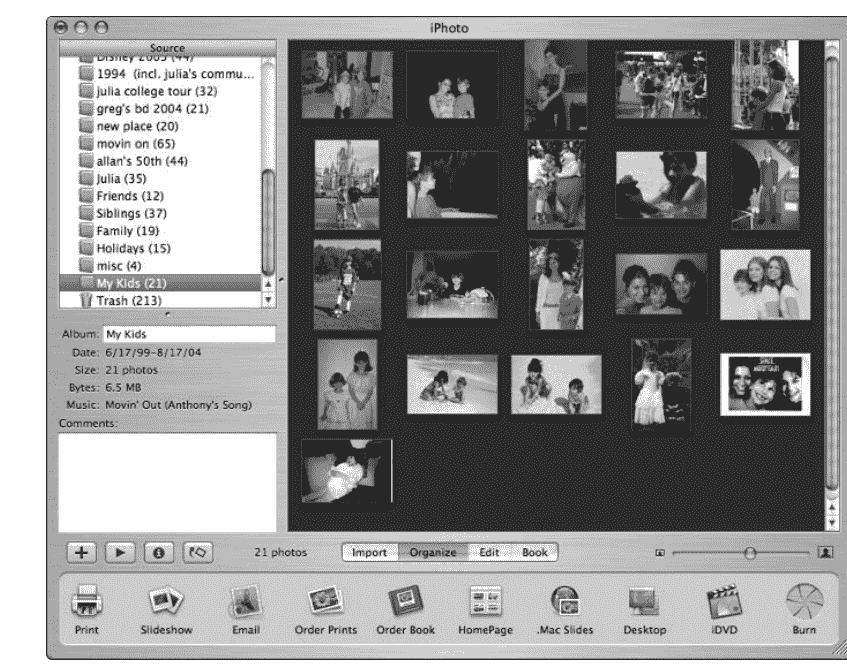 iPhoto
Source
Disney 2003 (44)
1994 (incl. julia's commu...
julia college tour (32)
greg's bd 2004 (21)
new place (20)
movin on (65)
allan's 50th (44)
Julia (35)
Friends (12)
Siblings (37)
Family (19)
Holidays (15)
misc (4)
My Kids (21)
Trash (213)
Album: My Kids
Date: 6/17/99-8/17/04
Size: 21 photos
Bytes: 6.5 MB
Music: Movin' Out (Anthony's Song)
Comments:
21 photos
Import Organize Edit Book
Print Slideshow Email Order Prints Order Book HomePage .Mac Slides Desktop iDVD Burn